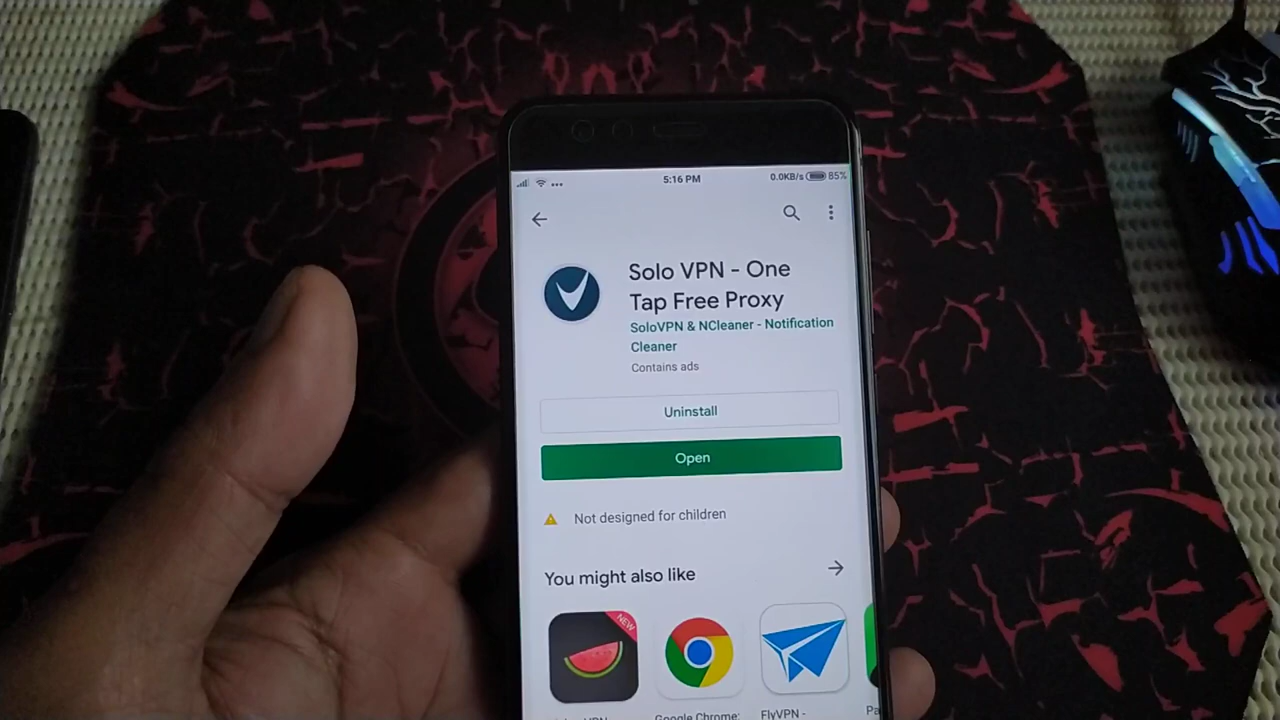 5:16 PM
0.0KB/s 85%
Solo VPN - One
Tap Free Proxy
SoloVPN & NCleaner - Notification
Cleaner
Contains ads
Uninstall
Open
Not designed for children
You might also like
NEW
VPN Google Chrome: FlyVPN -